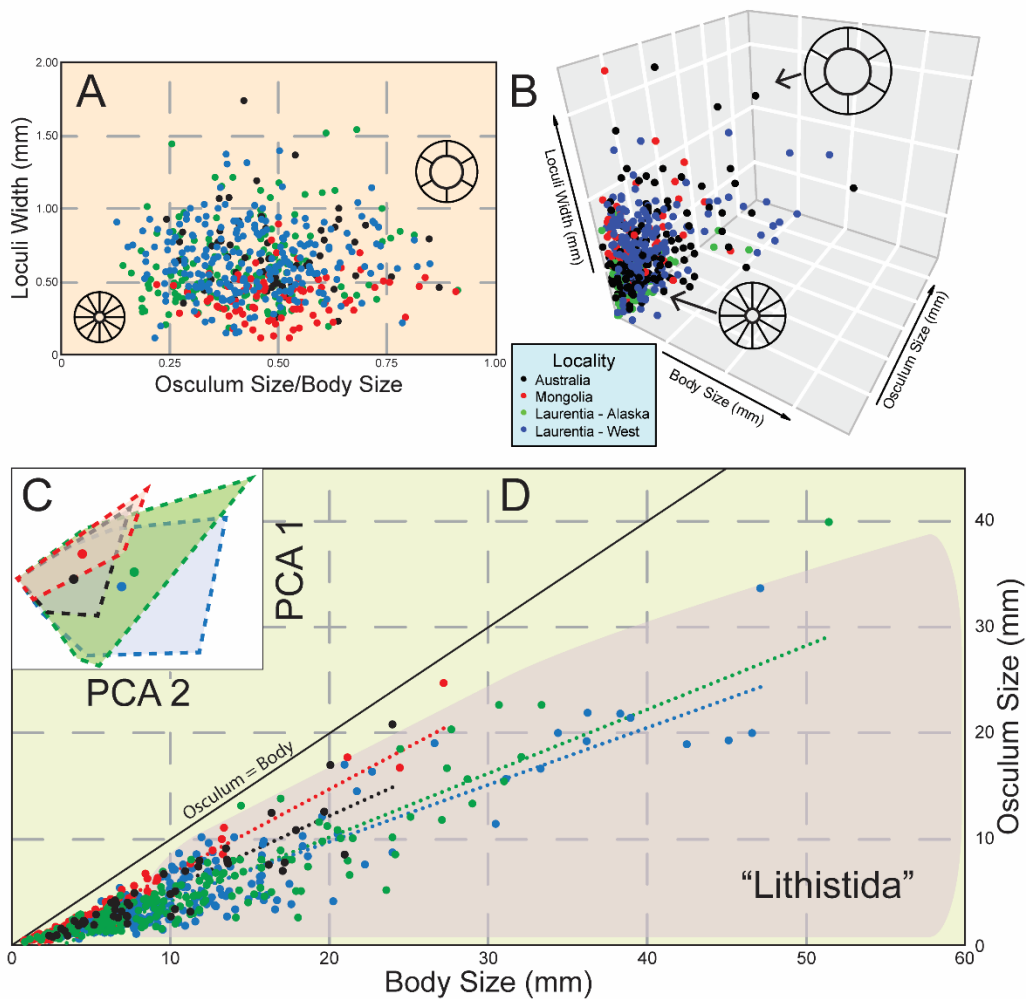 A
2.00
1.50
1.00
0.50
0
Loculi Width (mm)
0
0.25
0.50
0.75
1.00
Osculum Size/Body Size
B
Loculi Width (mm)
Body Size (mm)
Osculum Size (mm)
Locality
Australia
Mongolia
Laurentia - Alaska
Laurentia - West
C
PCA 1
PCA 2
D
Osculum = Body
"Lithistida"
40
30
20
10
0
Osculum Size (mm)
0
10
20
30
40
50
60
Body Size (mm)